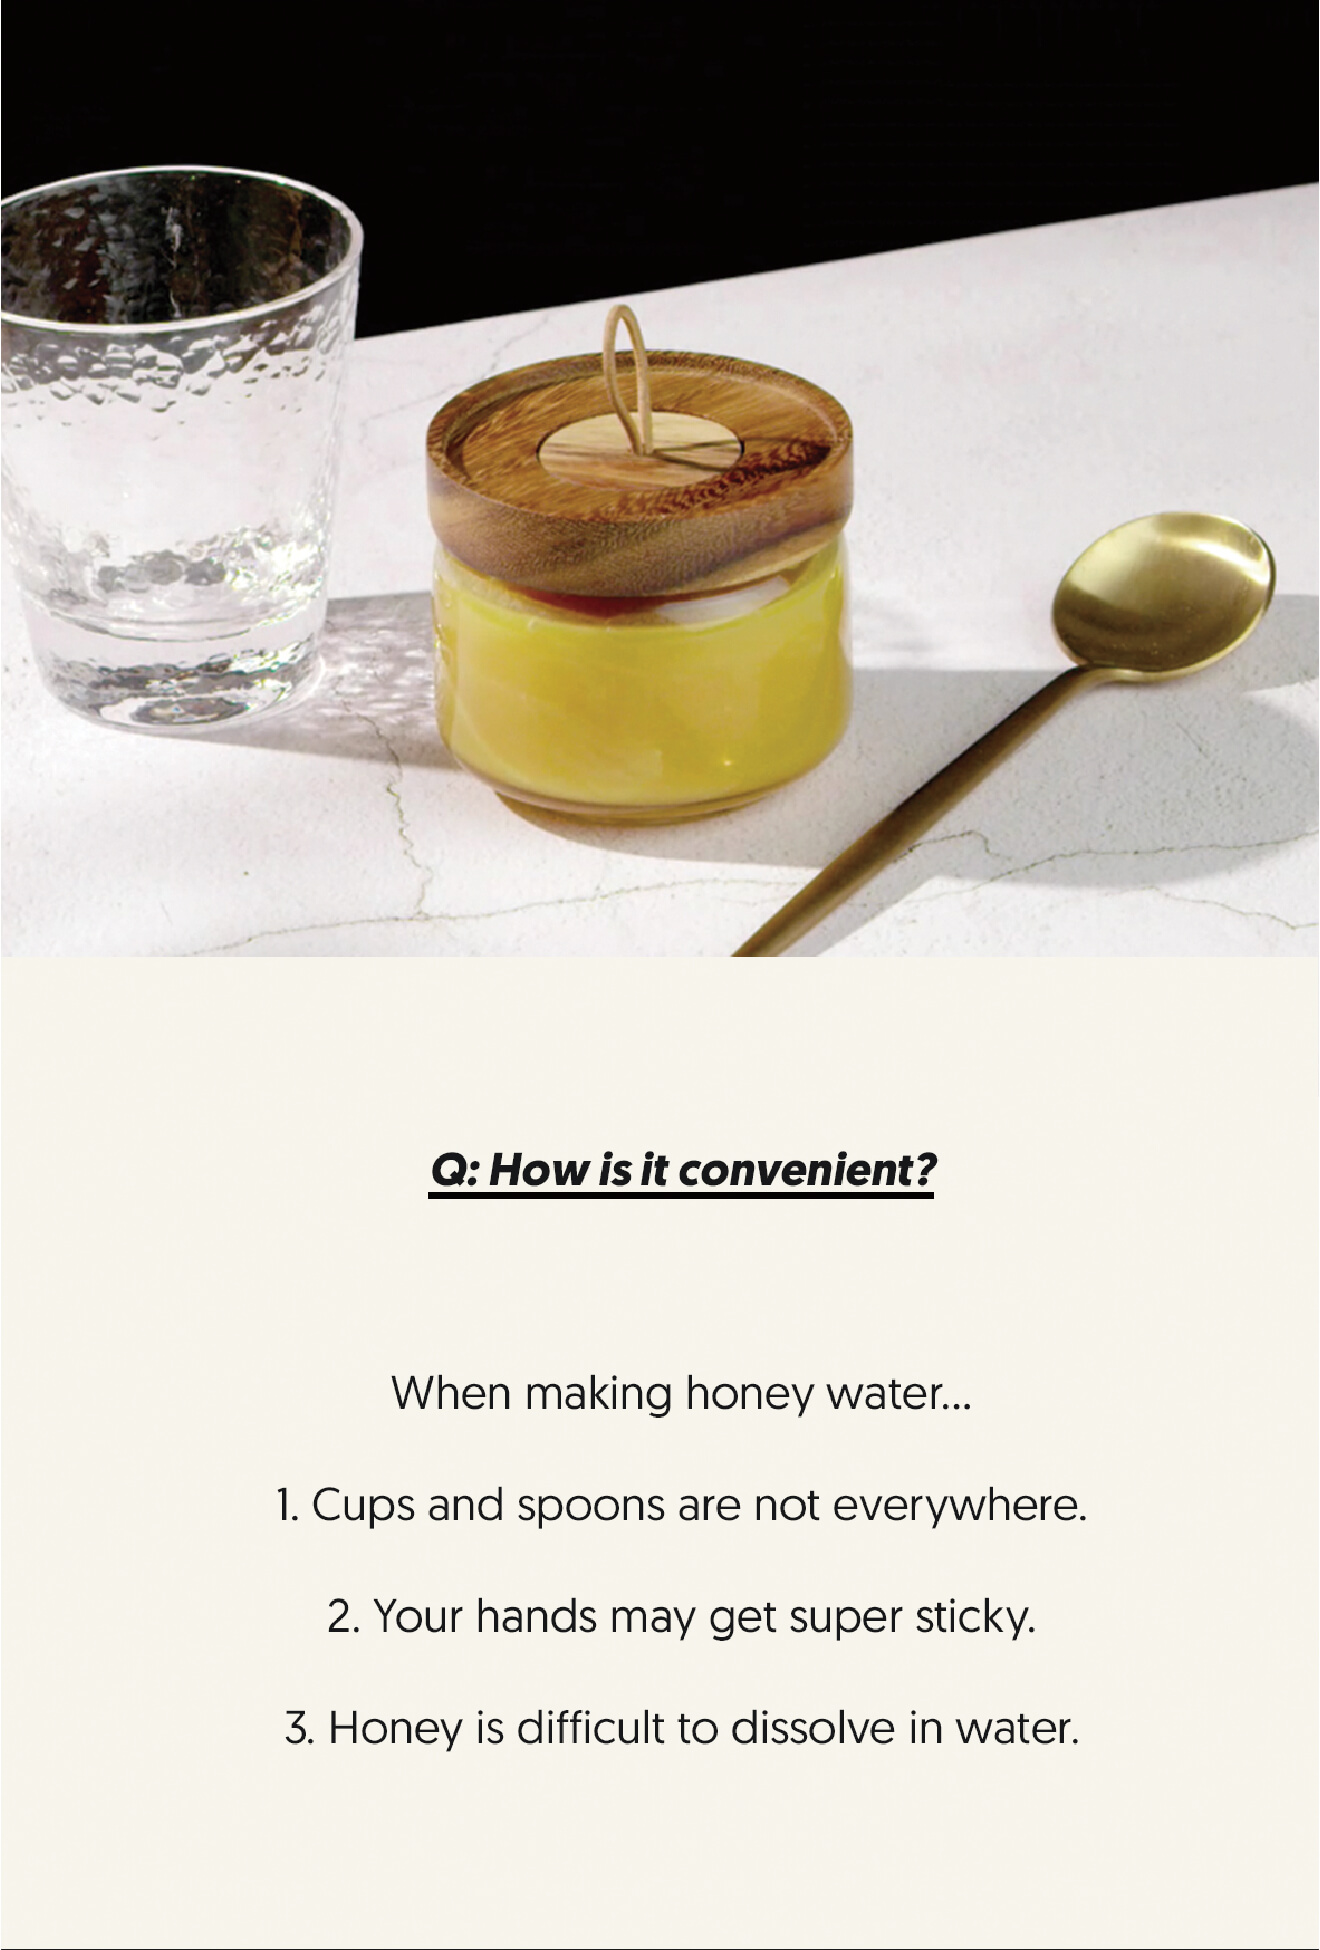 Q: How is it convenient?
When making honey water...
1. Cups and spoons are not everywhere.
2. Your hands may get super sticky.
3. Honey is difficult to dissolve in water.